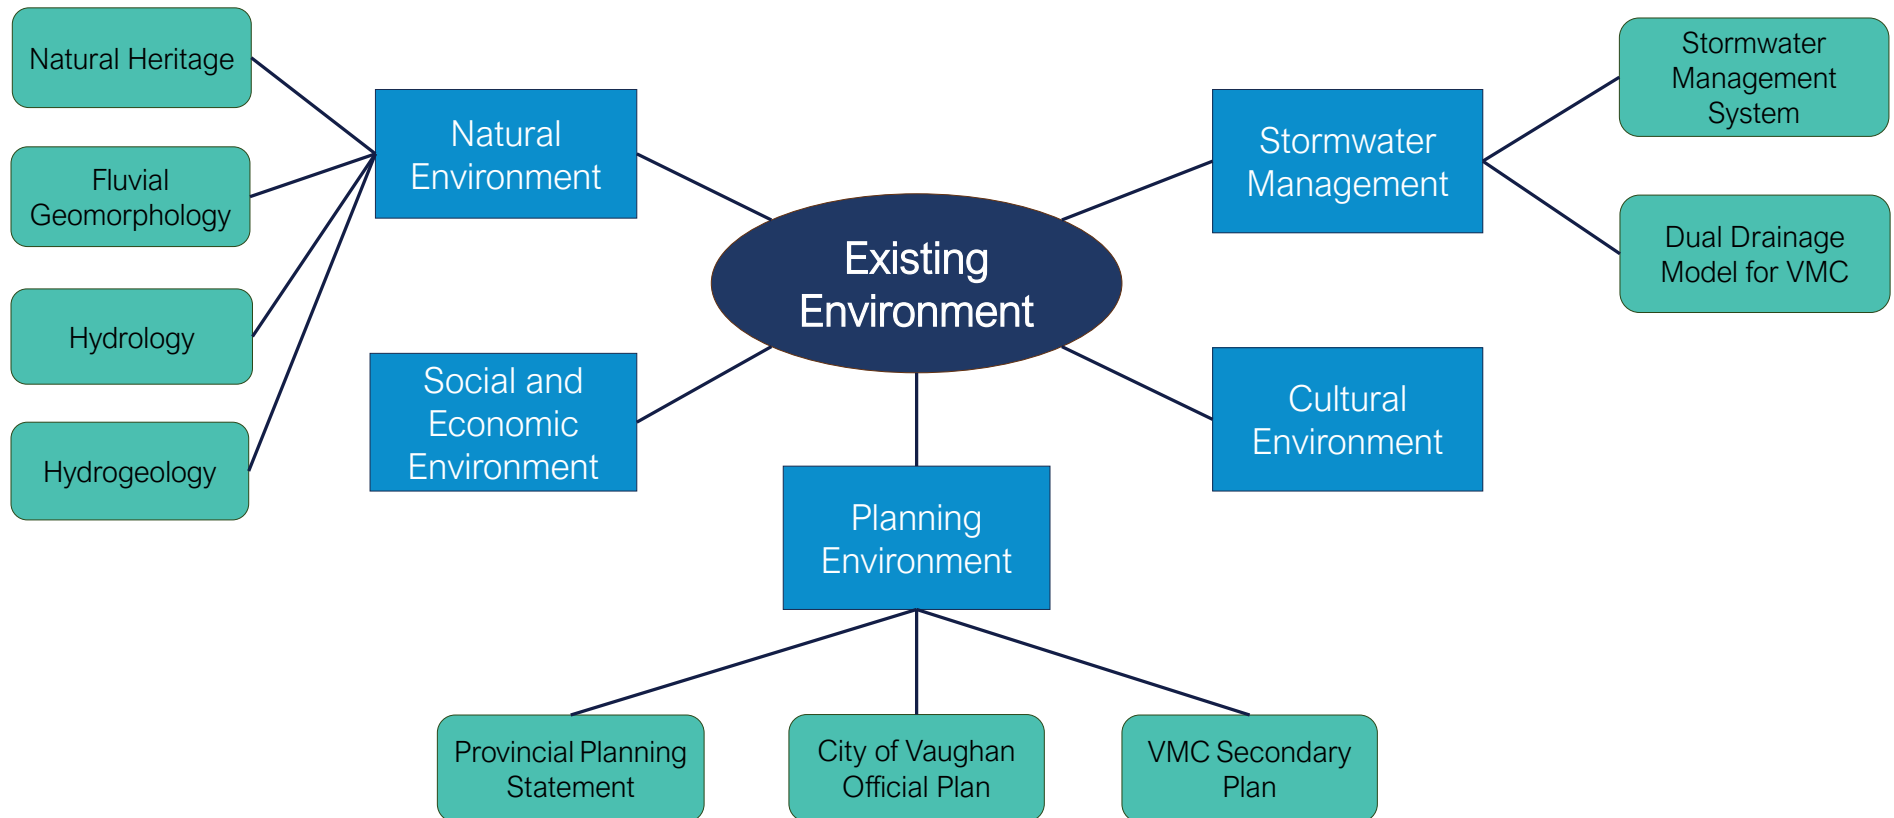 Natural Heritage
Fluvial
Geomorphology
Hydrology
Hydrogeology
Natural
Environment
Social and
Economic
Environment
Existing
Environment
Planning
Environment
Stormwater
Management
Cultural
Environment
Stormwater
Management
System
Dual Drainage
Model for VMC
Provincial Planning
Statement
City of Vaughan
Official Plan
VMC Secondary
Plan